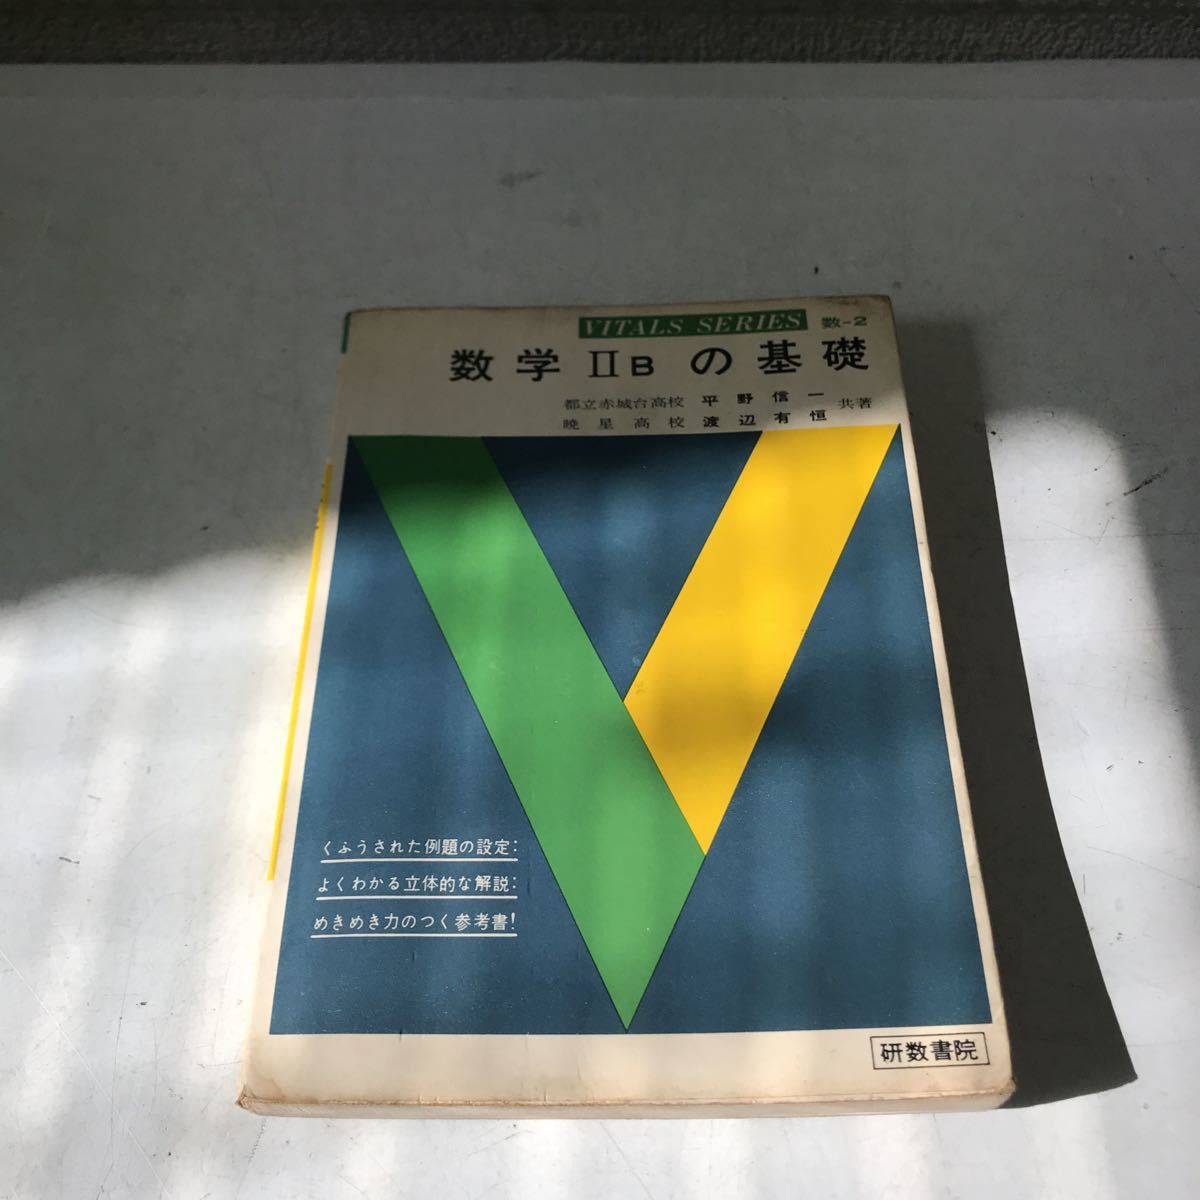 VITALS SERIES 数-2
数学 ⅡB の基礎
都立赤城台高校 平野信一 共著
暁星高校 渡辺有恒
くふうされた例題の設定:
よくわかる立体的な解説:
めきめき力のつく参考書!
研数書院